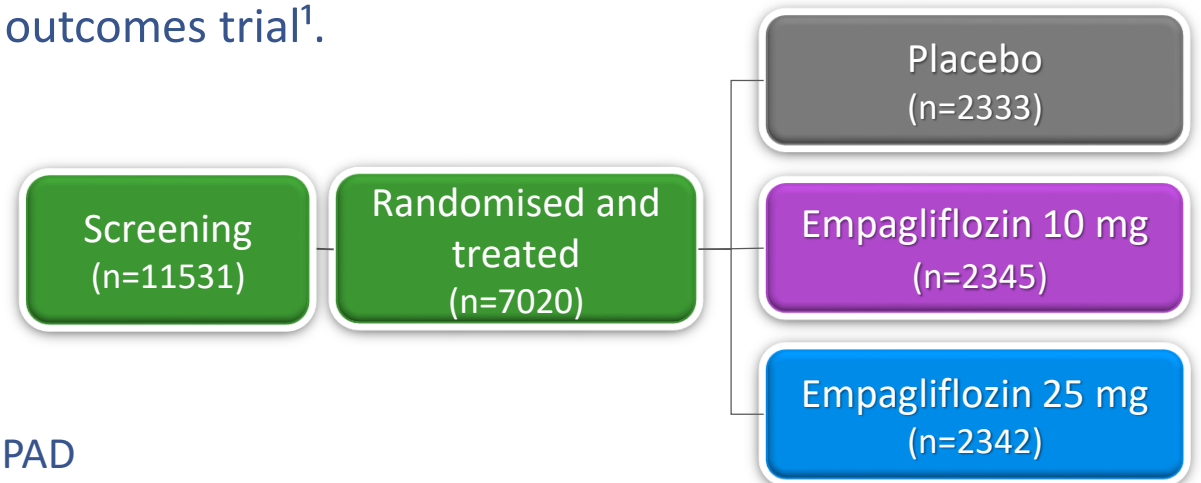 outcomes trial¹.
Screening
(n=11531)
Randomised and
treated
(n=7020)
Placebo
(n=2333)
Empagliflozin 10 mg
(n=2345)
Empagliflozin 25 mg
(n=2342)
PAD